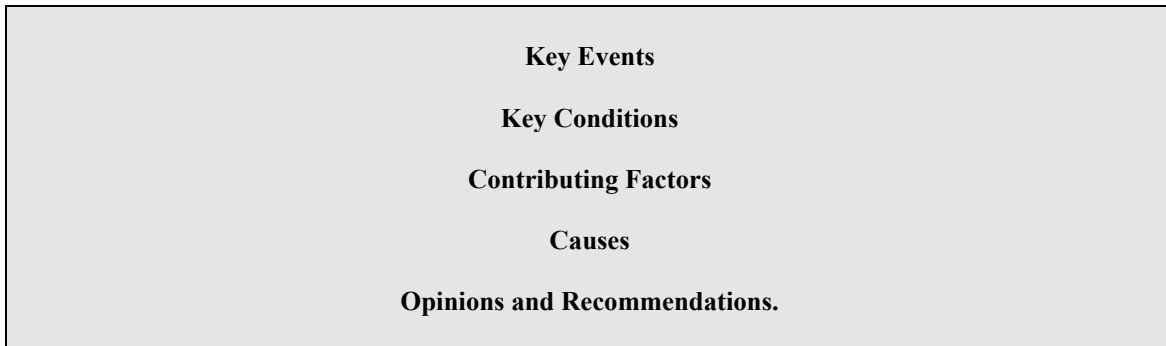 Key Events
Key Conditions
Contributing Factors
Causes
Opinions and Recommendations.